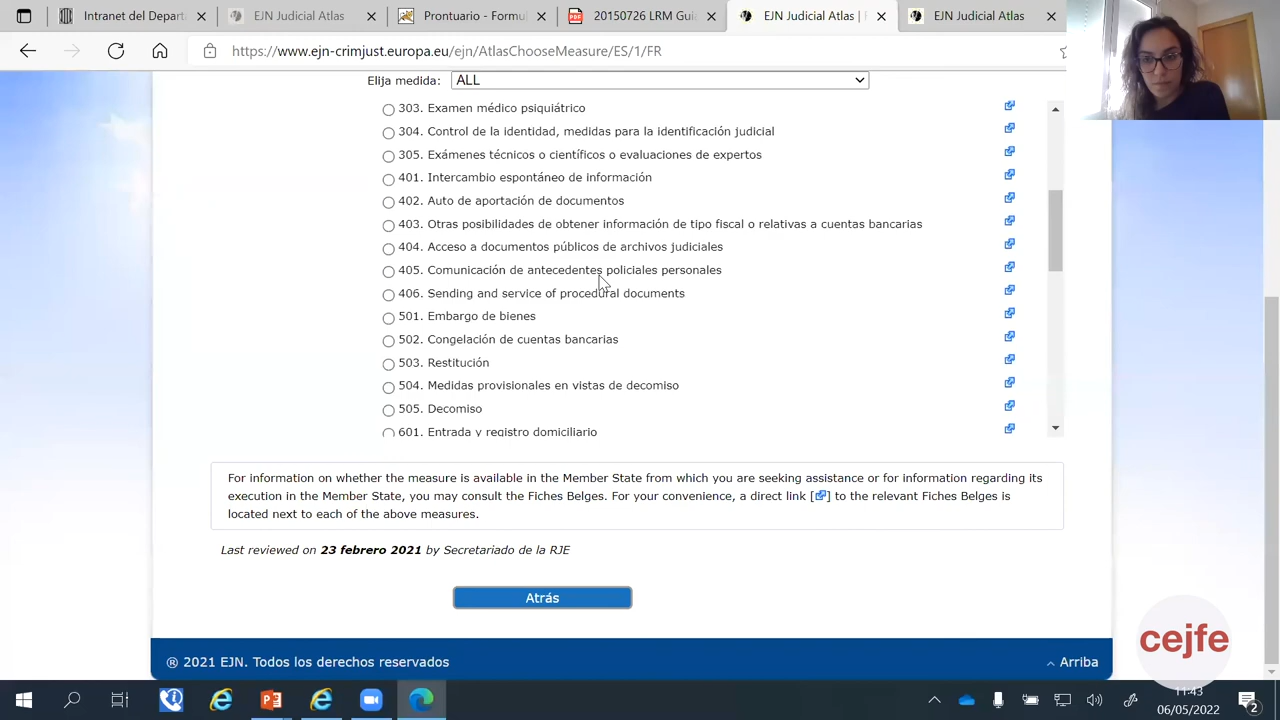 Intranet del Depart
EJN Judicial Atlas
Prontuario - Formul
PDF
20150726 LRM Guia
EJN Judicial Atlas | F
EJN Judicial Atlas
https://www.ejn-crimjust.europa.eu/ejn/AtlasChooseMeasure/ES/1/FR
Elija medida: ALL
303. Examen médico psiquiátrico
304. Control de la identidad, medidas para la identificación judicial
305. Exámenes técnicos o científicos o evaluaciones de expertos
401. Intercambio espontáneo de información
402. Auto de aportación de documentos
403. Otras posibilidades de obtener información de tipo fiscal o relativas a cuentas bancarias
404. Acceso a documentos públicos de archivos judiciales
405. Comunicación de antecedentes policiales personales
406. Sending and service of procedural documents
501. Embargo de bienes
502. Congelación de cuentas bancarias
503. Restitución
504. Medidas provisionales en vistas de decomiso
505. Decomiso
601. Entrada y registro domiciliario
For information on whether the measure is available in the Member State from which you are seeking assistance or for information regarding its
execution in the Member State, you may consult the Fiches Belges. For your convenience, a direct link [ ] to the relevant Fiches Belges is
located next to each of the above measures.
Last reviewed on 23 febrero 2021 by Secretariado de la RJE
Atrás
® 2021 EJN. Todos los derechos reservados
Arriba
cejfe
11:43
06/05/2022
2